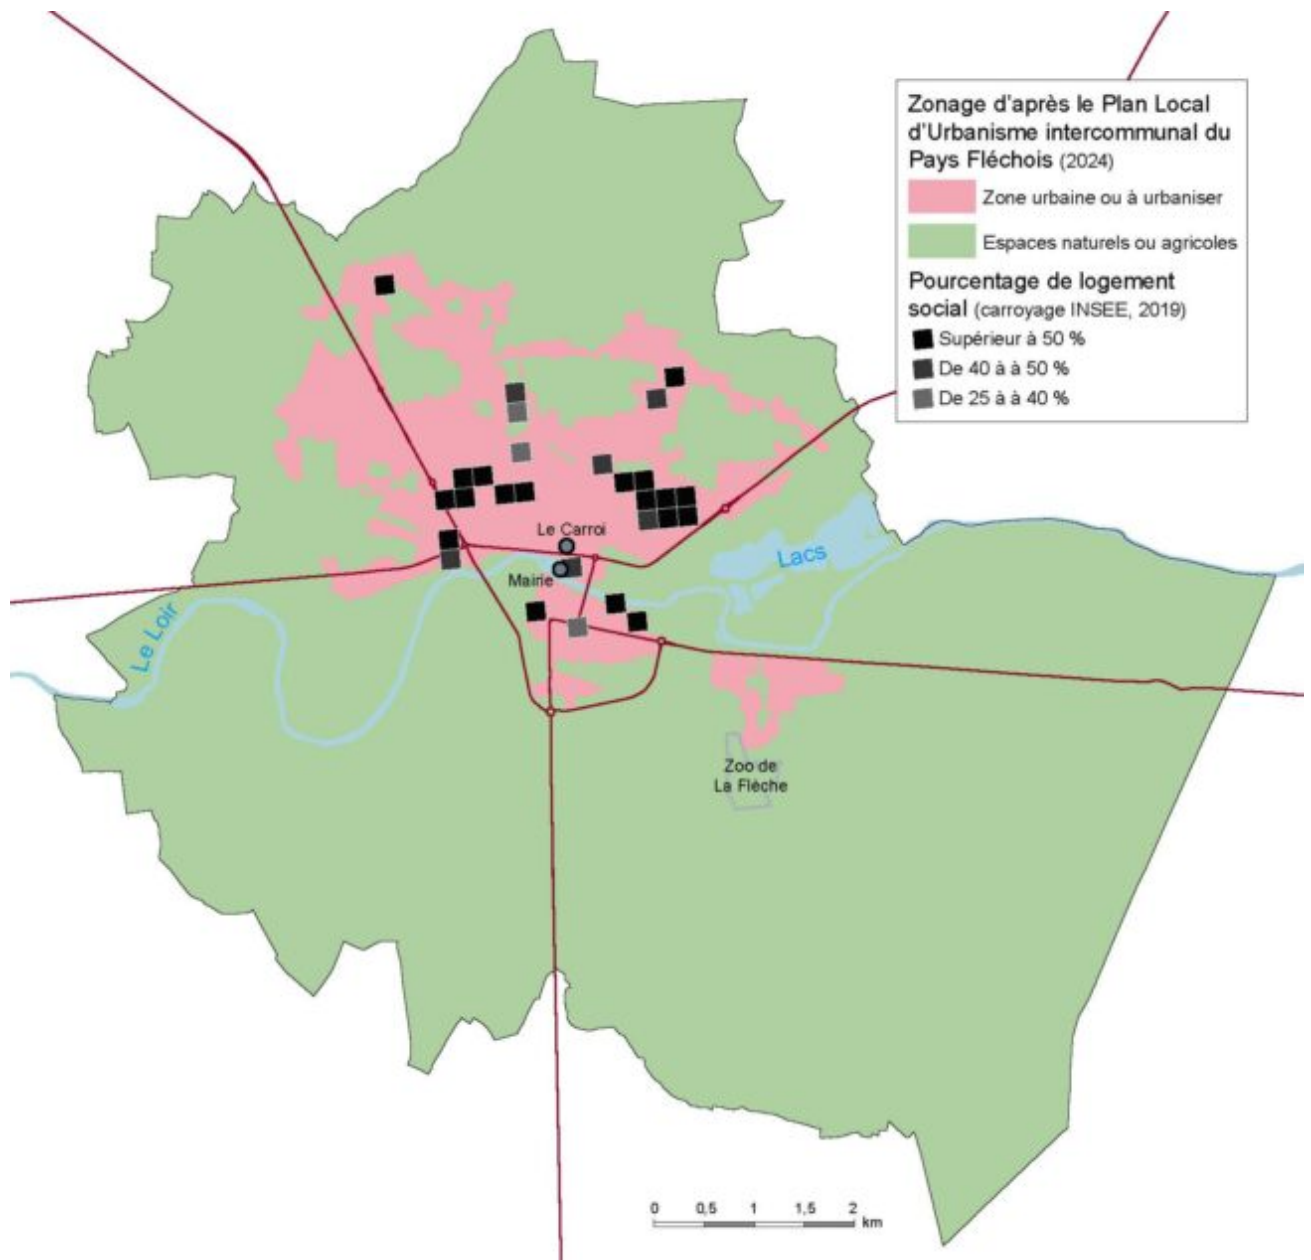 Zonage d'après le Plan Local
d'Urbanisme intercommunal du
Pays Fléchois (2024)
Zone urbaine ou à urbaniser
Espaces naturels ou agricoles
Pourcentage de logement
social (carroyage INSEE, 2019)
Supérieur à 50 %
De 40 à à 50 %
De 25 à à 40 %
Le Carroi
Mairie
Lacs
Le Loir
Zoo de
La Flèche
0 0,5 1 1,5 2
km